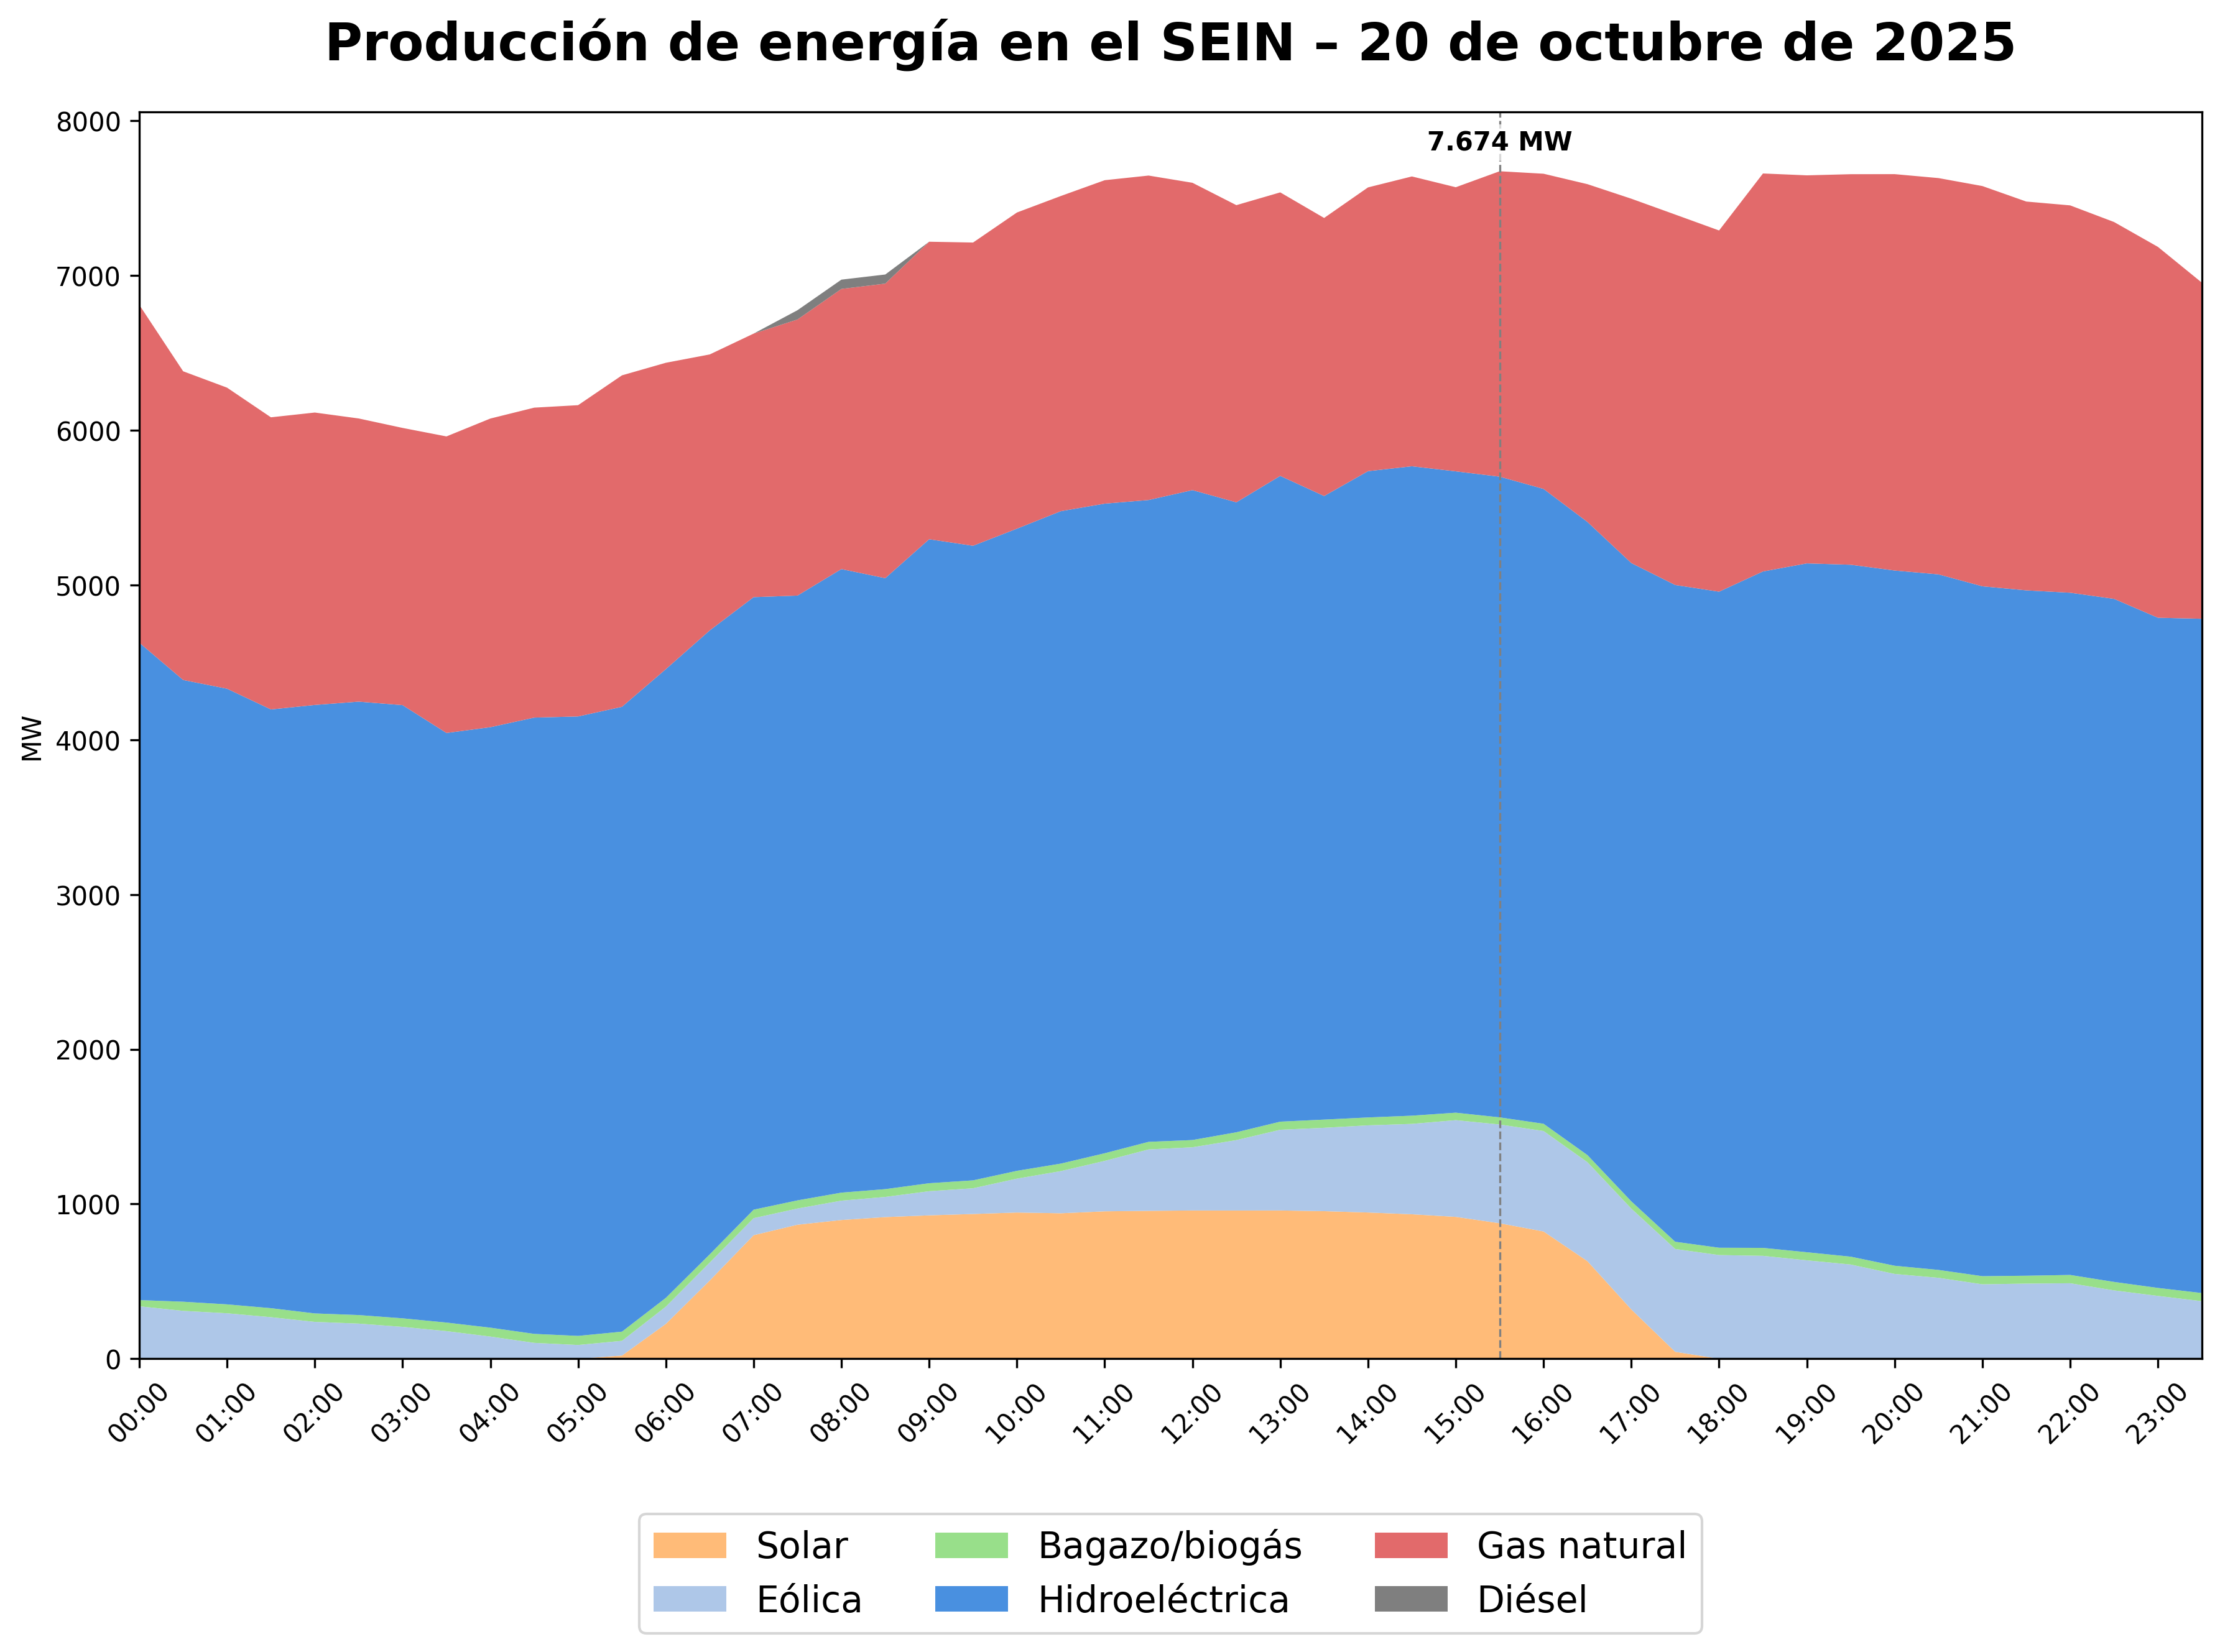 Producción de energía en el SEIN – 20 de octubre de 2025
8000
7.674 MW
7000
6000
5000
MW
4000
3000
2000
1000
0
00:00 01:00 02:00 03:00 04:00 05:00 06:00 07:00 08:00 09:00 10:00 11:00 12:00 13:00 14:00 15:00 16:00 17:00 18:00 19:00 20:00 21:00 22:00 23:00
Solar Bagazo/biogás Gas natural
Eólica Hidroeléctrica Diésel